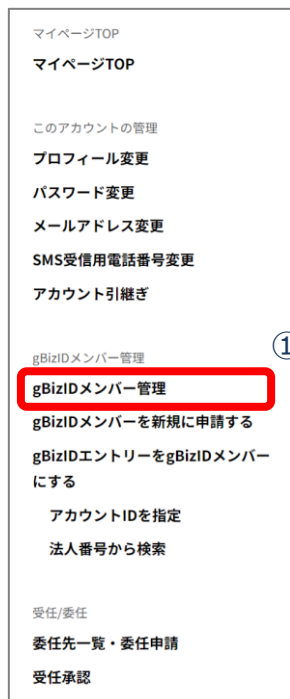 マイページTOP
マイページTOP
このアカウントの管理
プロフィール変更
パスワード変更
メールアドレス変更
SMS受信用電話番号変更
アカウント引継ぎ
gBizIDメンバー管理
①
gBizIDメンバー管理
gBizIDメンバーを新規に申請する
gBizIDエントリーをgBizIDメンバー
にする
アカウントIDを指定
法人番号から検索
受任/委任
委任先一覧・委任申請
受任承認